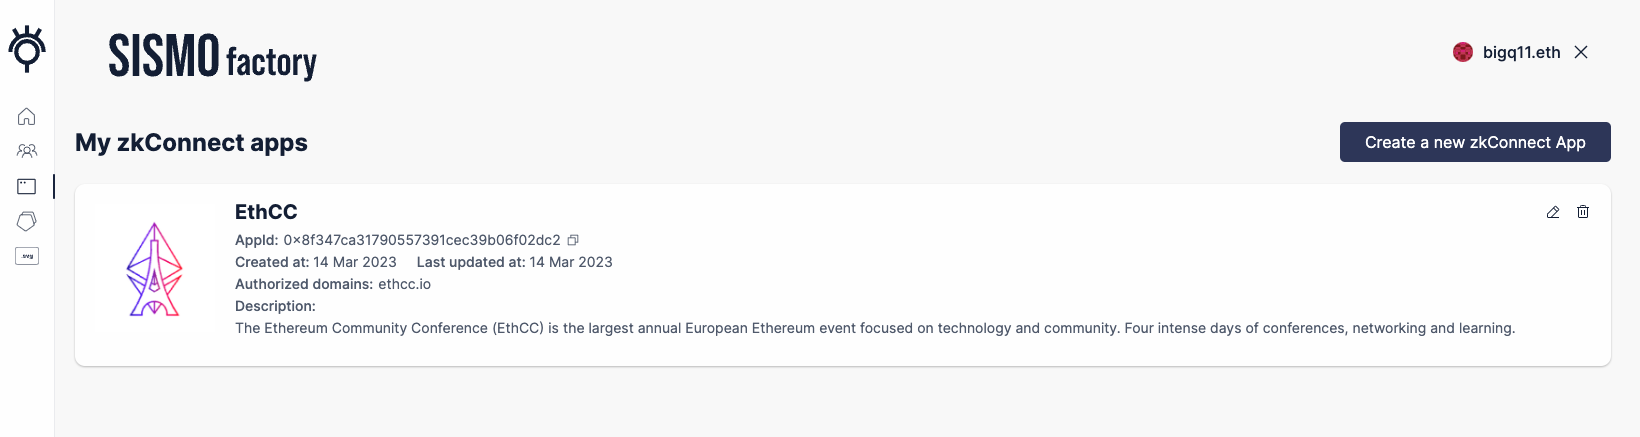 SISMO factory
bigq11.eth
My zkConnect apps
Create a new zkConnect App
EthCC
AppId: 0x8f347ca31790557391cec39b06f02dc2
Created at: 14 Mar 2023 Last updated at: 14 Mar 2023
Authorized domains: ethcc.io
Description:
The Ethereum Community Conference (EthCC) is the largest annual European Ethereum event focused on technology and community. Four intense days of conferences, networking and learning.
.svg